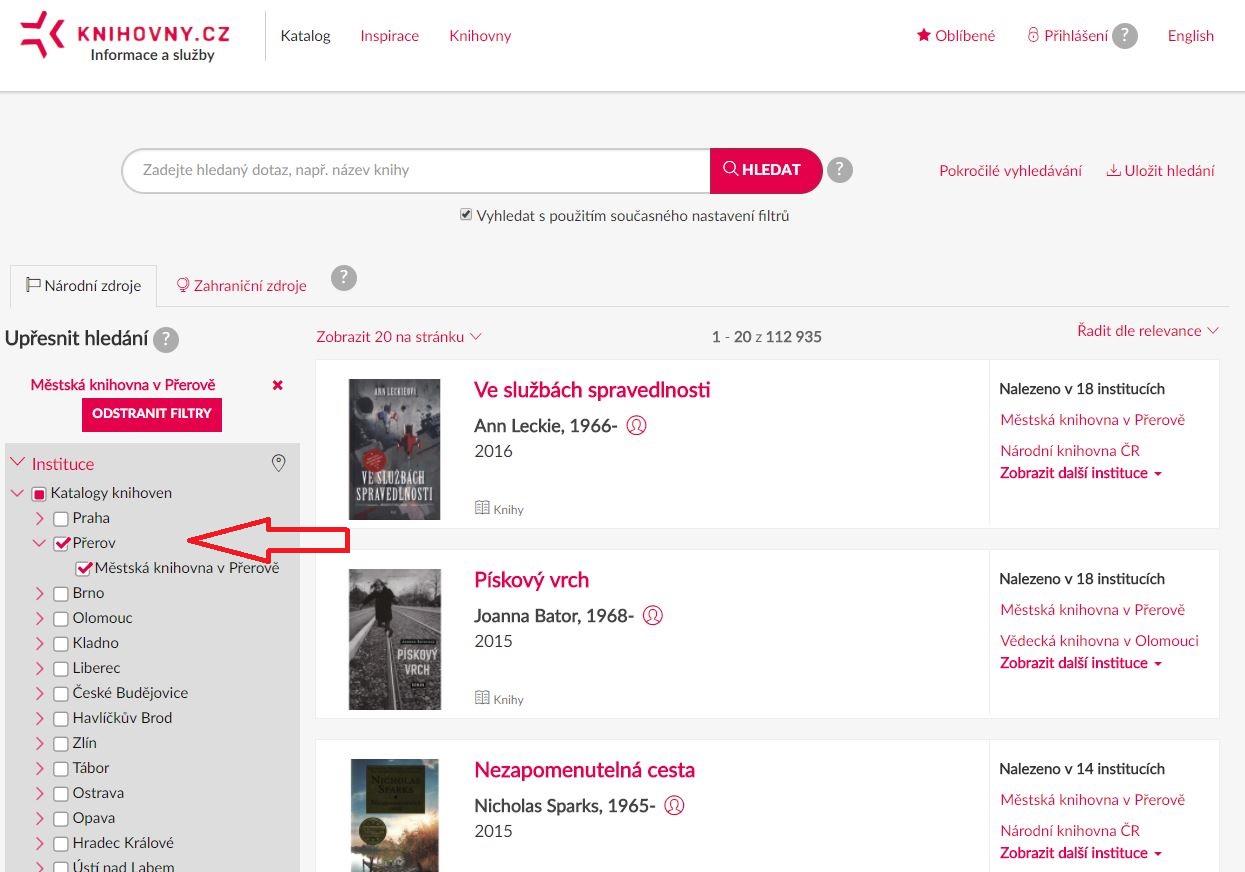 KNIHOVNY.CZ
Informace a služby
Katalog
Inspirace
Knihovny
Oblíbené
Přihlášení ?
English
Zadejte hledaný dotaz, např. název knihy
HLEDAT
?
Pokročilé vyhledávání
Uložit hledání
Vyhledat s použitím současného nastavení filtrů
Národní zdroje
Zahraniční zdroje
?
Upřesnit hledání ?
Městská knihovna v Přerově
ODSTRANIT FILTRY
Instituce
Katalogy knihoven
Praha
Přerov
Městská knihovna v Přerově
Brno
Olomouc
Kladno
Liberec
České Budějovice
Havlíčkův Brod
Zlín
Tábor
Ostrava
Opava
Hradec Králové
Ústí nad Labem
Zobrazit 20 na stránku
1 - 20 z 112 935
Řadit dle relevance
ANN LECKIEOVÁ
VE SLUŽBÁCH
SPRAVEDLNOSTI
Ve službách spravedlnosti
Ann Leckie, 1966-
2016
Knihy
Nalezeno v 18 institucích
Městská knihovna v Přerově
Národní knihovna ČR
Zobrazit další instituce
PÍSKOVÝ
VRCH
Pískový vrch
Joanna Bator, 1968-
2015
Knihy
Nalezeno v 18 institucích
Městská knihovna v Přerově
Vědecká knihovna v Olomouci
Zobrazit další instituce
NICHOLAS
SPARKS
Nezapomenutelná cesta
Nicholas Sparks, 1965-
2015
Nalezeno v 14 institucích
Městská knihovna v Přerově
Národní knihovna ČR
Zobrazit další instituce